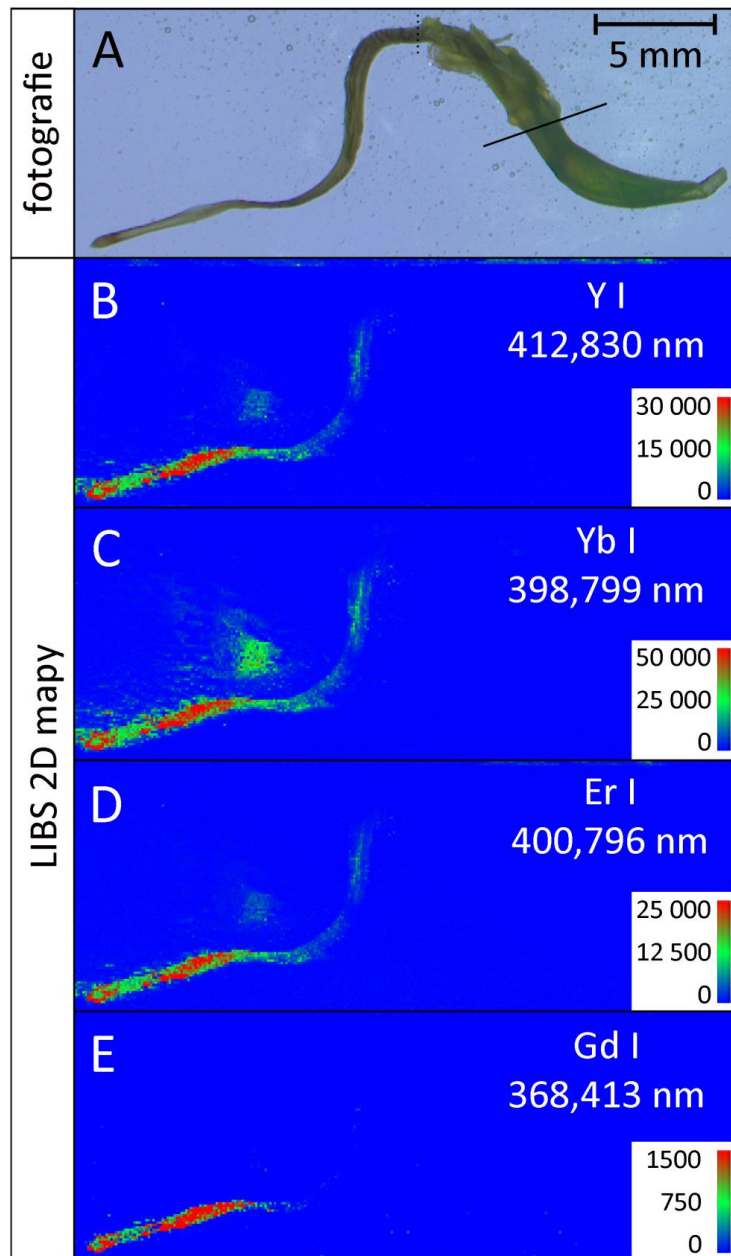 fotografie
A
5 mm
LIBS 2D mapy
B
Y I
412,830 nm
30 000
15 000
0
C
Yb I
398,799 nm
50 000
25 000
0
D
Er I
400,796 nm
25 000
12 500
0
E
Gd I
368,413 nm
1500
750
0